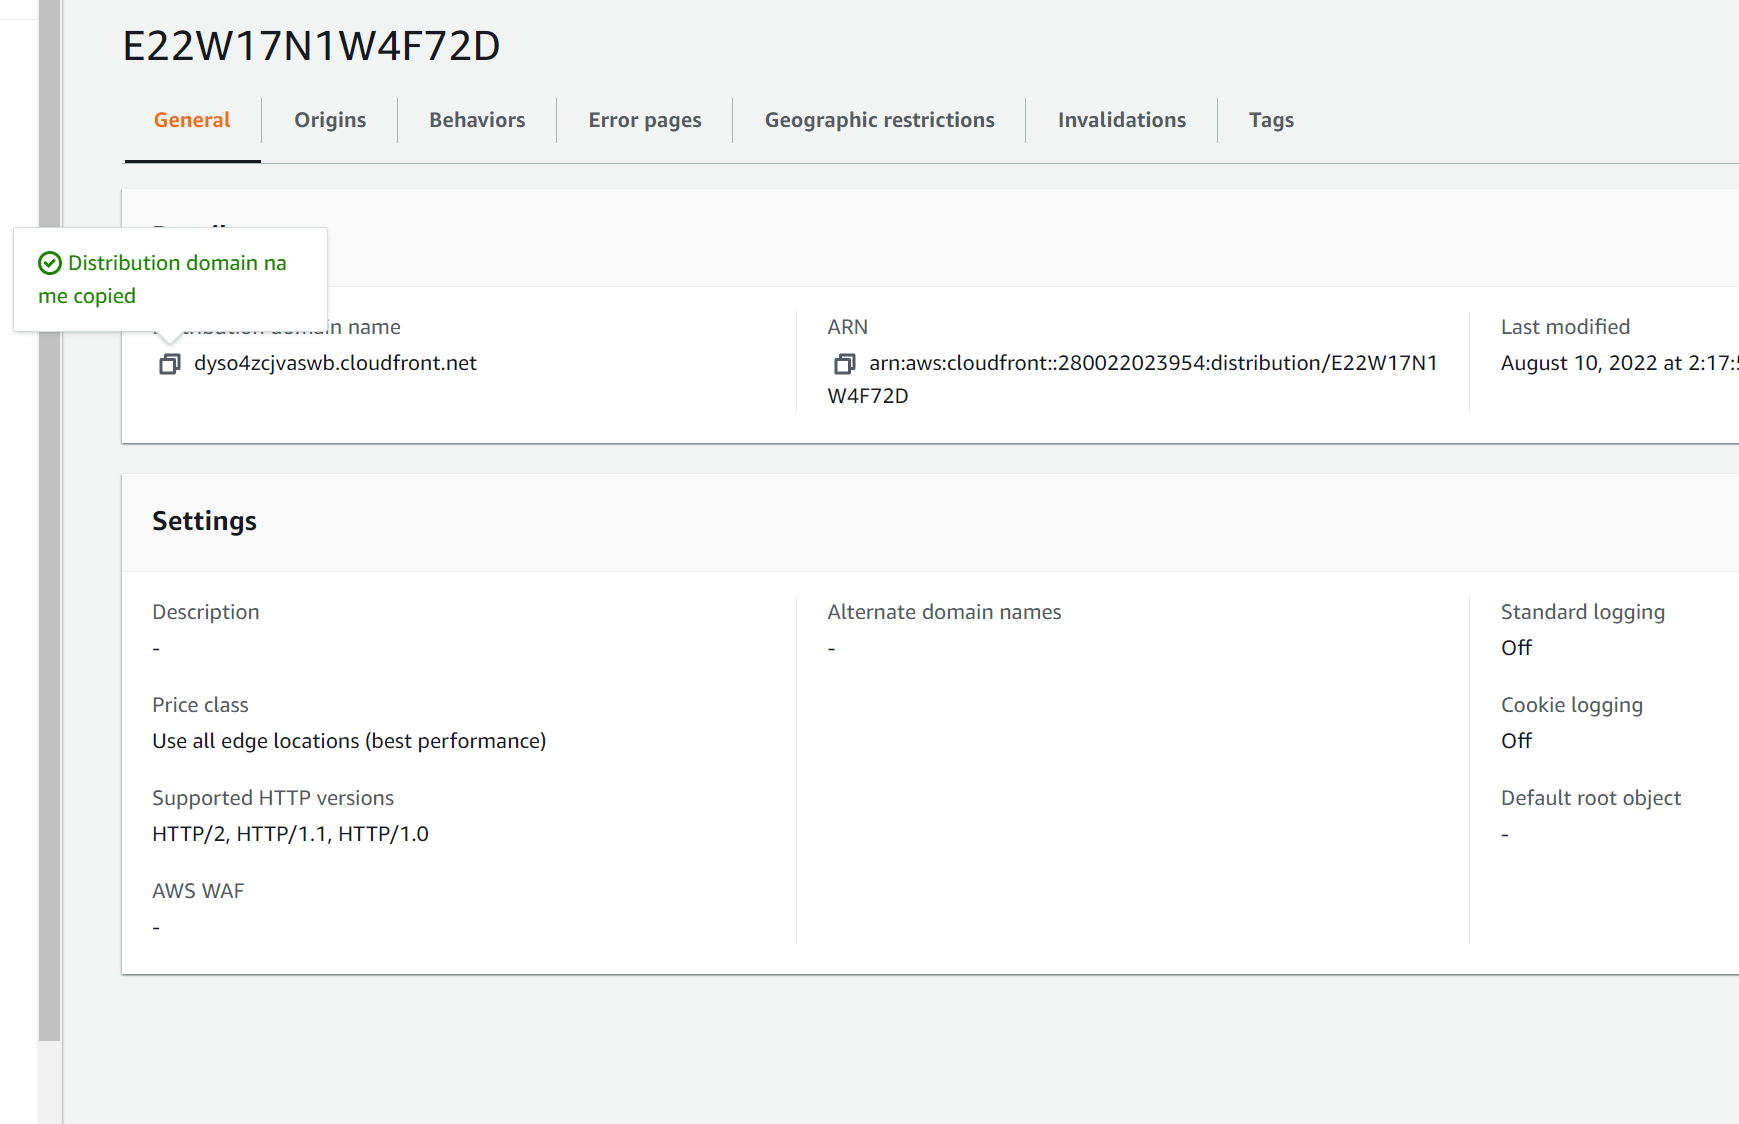 E22W17N1W4F72D
General
Origins
Behaviors
Error pages
Geographic restrictions
Invalidations
Tags
Distribution domain na
me copied
domain name
dyso4zcjvaswb.cloudfront.net
ARN
arn:aws:cloudfront::280022023954:distribution/E22W17N1
W4F72D
Last modified
August 10, 2022 at 2:17:5
Settings
Description
-
Price class
Use all edge locations (best performance)
Supported HTTP versions
HTTP/2, HTTP/1.1, HTTP/1.0
AWS WAF
-
Alternate domain names
-
Standard logging
Off
Cookie logging
Off
Default root object
-